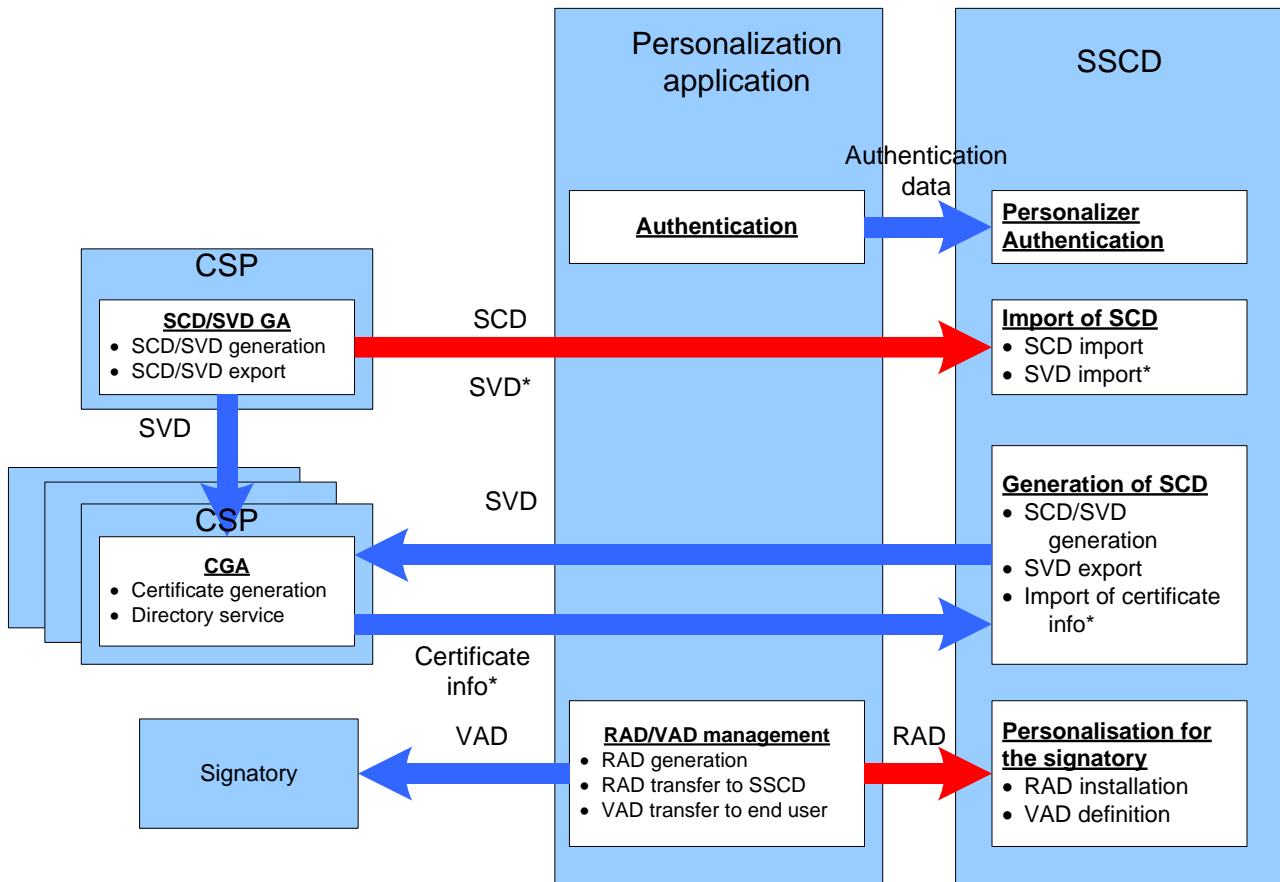 Personalization
application
SSCD
Authentication
data
Authentication
Personalizer
Authentication
CSP
SCD/SVD GA
• SCD/SVD generation
• SCD/SVD export
SCD
SVD*
Import of SCD
• SCD import
• SVD import*
SVD
CSP
CGA
• Certificate generation
• Directory service
SVD
Generation of SCD
• SCD/SVD
generation
• SVD export
• Import of certificate
info*
Certificate
info*
Signatory
VAD
RAD/VAD management
• RAD generation
• RAD transfer to SSCD
• VAD transfer to end user
RAD
Personalisation for
the signatory
• RAD installation
• VAD definition